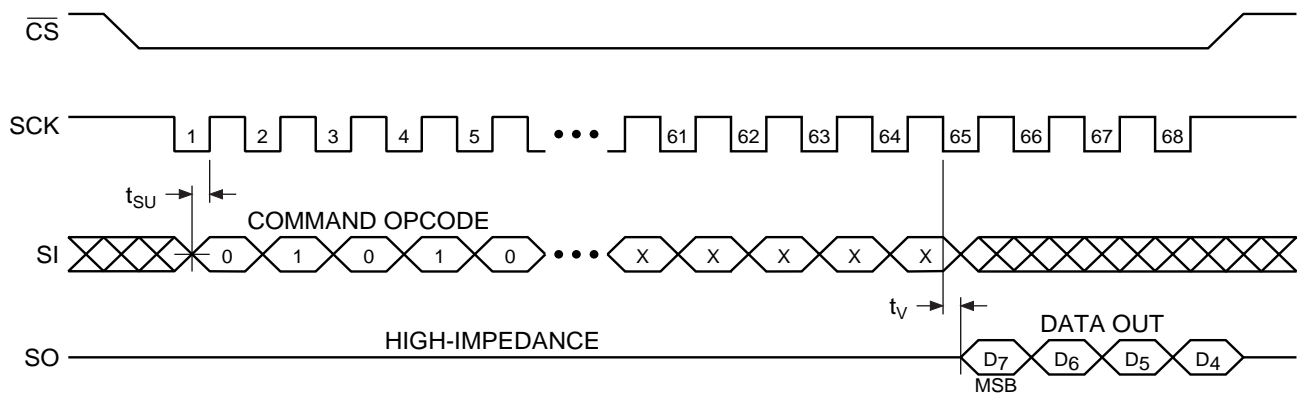 CS
SCK
1 2 3 4 5 ••• 61 62 63 64 65 66 67 68
tSU
COMMAND OPCODE
SI
0 1 0 1 0 ••• X X X X X
tV
DATA OUT
HIGH-IMPEDANCE
SO
D7 D6 D5 D4
MSB